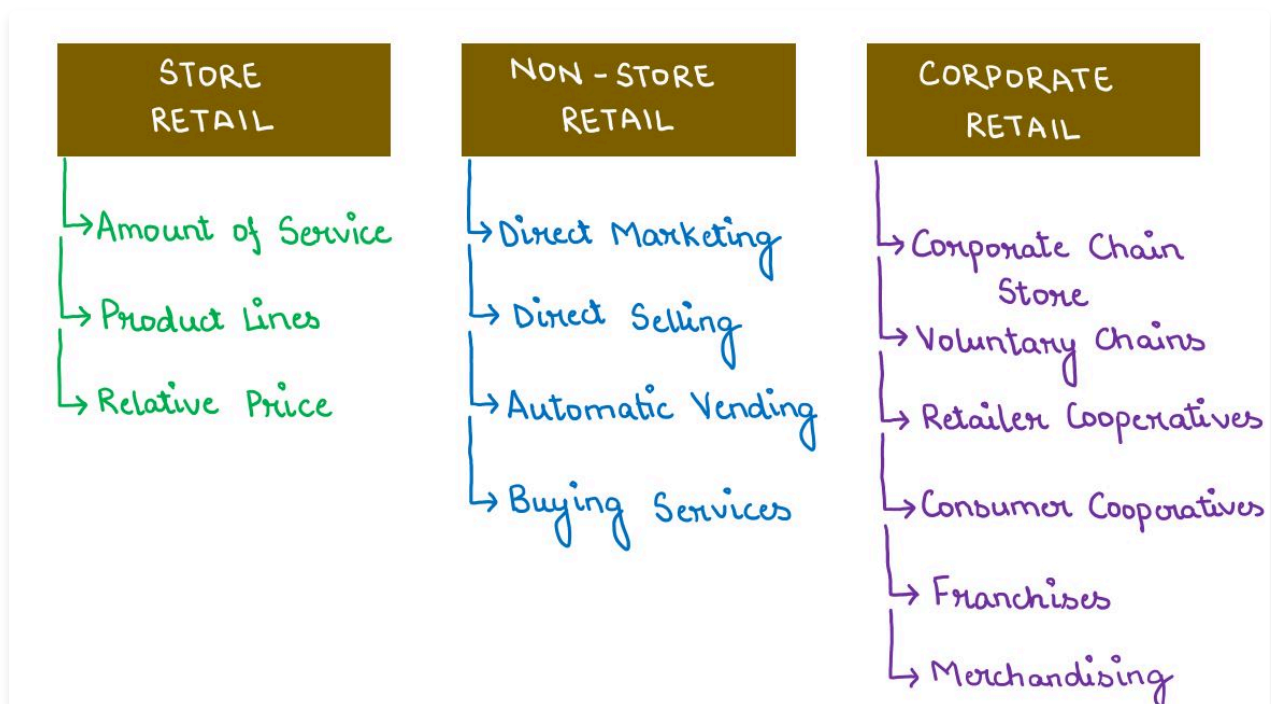 STORE
RETAIL
Amount of Service
Product Lines
Relative Price
NON-STORE
RETAIL
Direct Marketing
Direct Selling
Automatic Vending
Buying Services
CORPORATE
RETAIL
Corporate Chain
Store
Voluntary Chains
Retailer Cooperatives
Consumer Cooperatives
Franchises
Merchandising